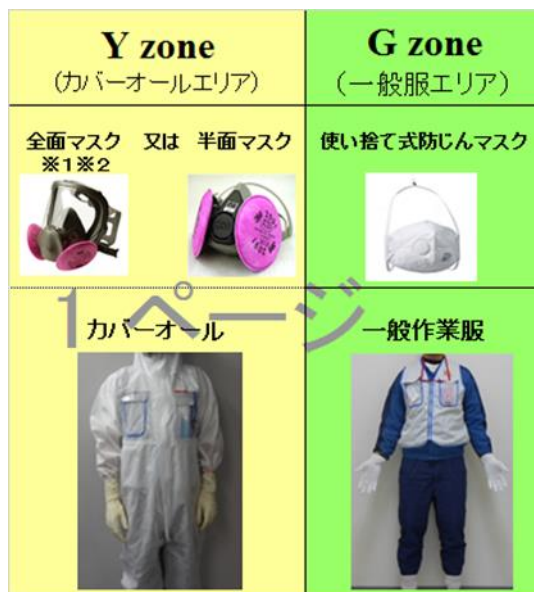 Y zone
(カバーオールエリア)
G zone
(一般服エリア)
全面マスク 又は 半面マスク
※1※2
使い捨て式防じんマスク
1 ページ
カバーオール
一般作業服